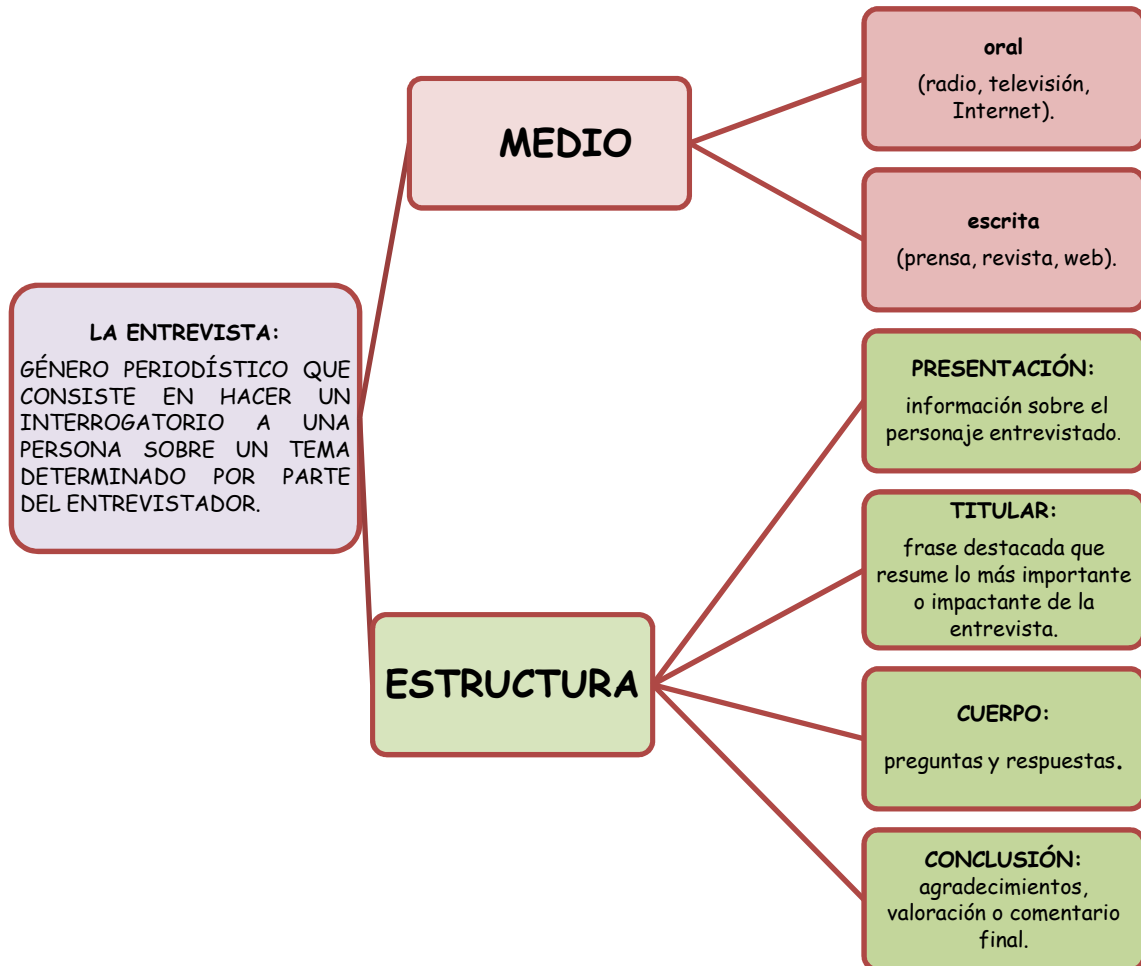 LA ENTREVISTA:
GÉNERO PERIODÍSTICO QUE
CONSISTE EN HACER UN
INTERROGATORIO A UNA
PERSONA SOBRE UN TEMA
DETERMINADO POR PARTE
DEL ENTREVISTADOR.
MEDIO
oral
(radio, televisión,
Internet).
escrita
(prensa, revista, web).
ESTRUCTURA
PRESENTACIÓN:
información sobre el
personaje entrevistado.
TITULAR:
frase destacada que
resume lo más importante
o impactante de la
entrevista.
CUERPO:
preguntas y respuestas.
CONCLUSIÓN:
agradecimientos,
valoración o comentario
final.